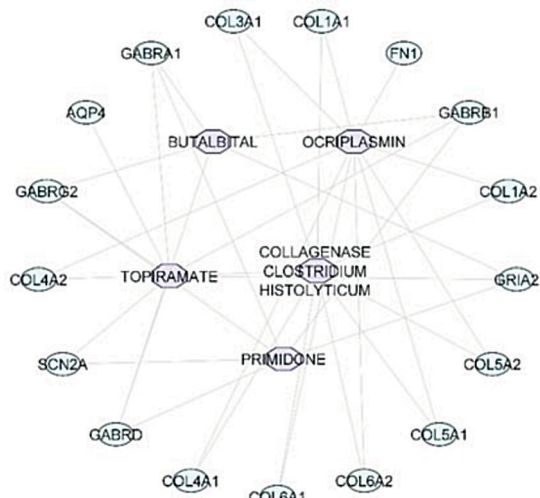 COL3A1
COL1A1
GABRA1
FN1
AQP4
GABRB1
BUTALBITAL
OCRIPLASMIN
GABRG2
COL1A2
COLLAGENASE
CLOSTRIDIUM
HISTOLYTICUM
COL4A2
TOPIRAMATE
GRIA2
SCN2A
PRIMIDONE
COL5A2
GABRD
COL5A1
COL4A1
COL6A2
COL6A1